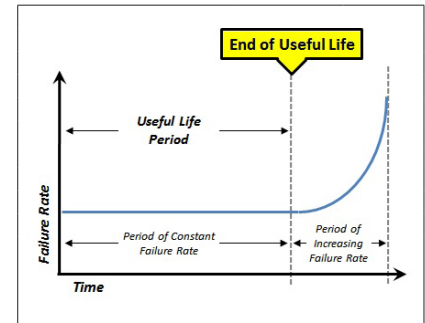 End of Useful Life
Useful Life
Period
Failure Rate
Period of Constant
Failure Rate
Period of
Increasing
Failure Rate
Time